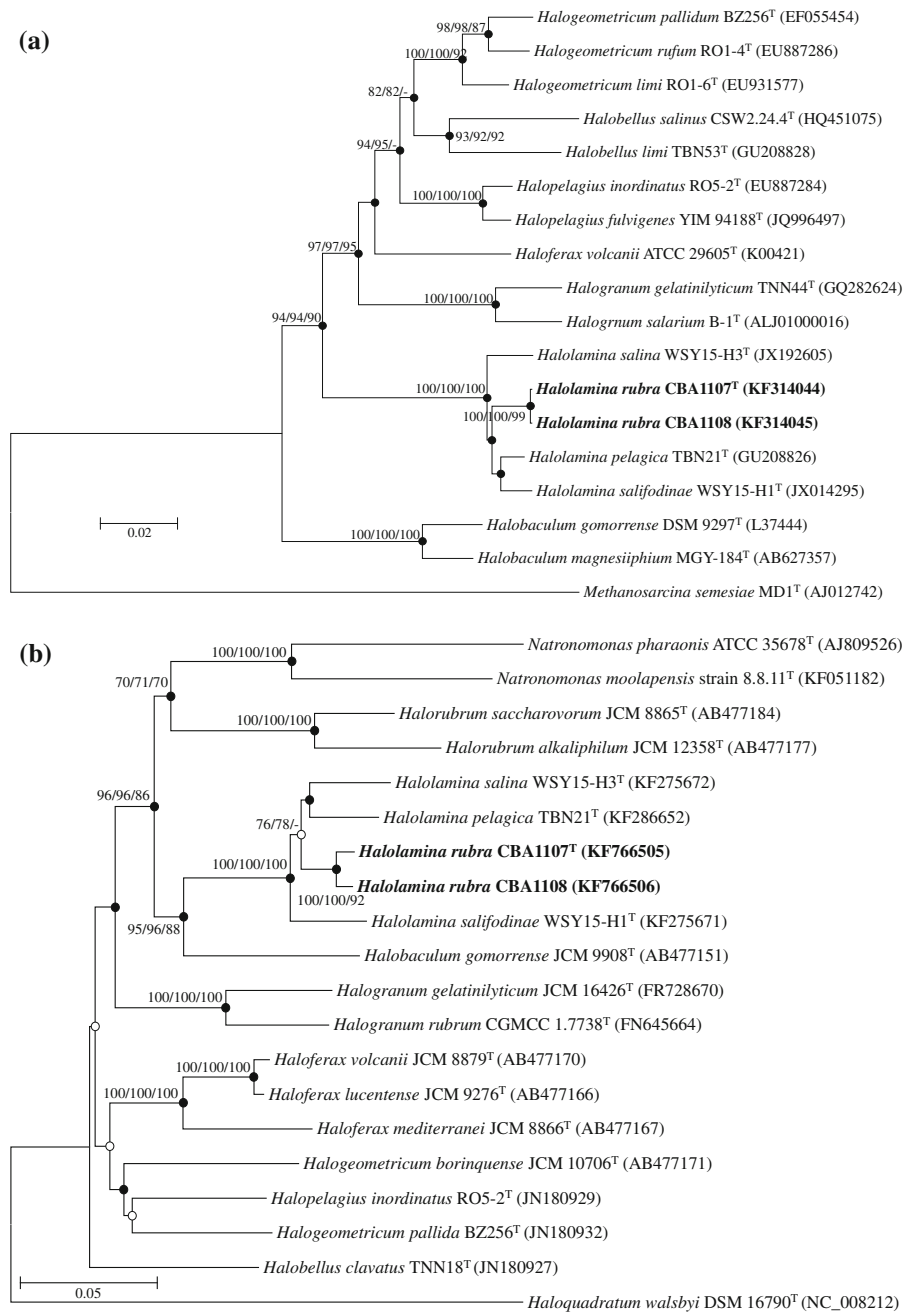 (a)
Halogeometricum pallidum BZ256ᵀ (EF055454)
98/98/87
Halogeometricum rufum RO1-4ᵀ (EU887286)
100/100/92
Halogeometricum limi RO1-6ᵀ (EU931577)
82/82/-
Halobellus salinus CSW2.24.4ᵀ (HQ451075)
93/92/92
Halobellus limi TBN53ᵀ (GU208828)
94/95/-
Halopelagius inordinatus RO5-2ᵀ (EU887284)
100/100/100
Halopelagius fulvigenes YIM 94188ᵀ (JQ996497)
97/97/95
Haloferax volcanii ATCC 29605ᵀ (K00421)
Halogranum gelatinilyticum TNN44ᵀ (GQ282624)
100/100/100
Halogrnum salarium B-1ᵀ (ALJ01000016)
94/94/90
Halolamina salina WSY15-H3ᵀ (JX192605)
100/100/100
Halolamina rubra CBA1107ᵀ (KF314044)
100/100/99
Halolamina rubra CBA1108 (KF314045)
Halolamina pelagica TBN21ᵀ (GU208826)
Halolamina salifodinae WSY15-H1ᵀ (JX014295)
0.02
Halobaculum gomorrense DSM 9297ᵀ (L37444)
100/100/100
Halobaculum magnesiiphium MGY-184ᵀ (AB627357)
Methanosarcina semesiae MD1ᵀ (AJ012742)
(b)
Natronomonas pharaonis ATCC 35678ᵀ (AJ809526)
100/100/100
Natronomonas moolapensis strain 8.8.11ᵀ (KF051182)
70/71/70
Halorubrum saccharovorum JCM 8865ᵀ (AB477184)
100/100/100
Halorubrum alkaliphilum JCM 12358ᵀ (AB477177)
96/96/86
Halolamina salina WSY15-H3ᵀ (KF275672)
Halolamina pelagica TBN21ᵀ (KF286652)
76/78/-
Halolamina rubra CBA1107ᵀ (KF766505)
100/100/100
Halolamina rubra CBA1108 (KF766506)
100/100/92
Halolamina salifodinae WSY15-H1ᵀ (KF275671)
95/96/88
Halobaculum gomorrense JCM 9908ᵀ (AB477151)
Halogranum gelatinilyticum JCM 16426ᵀ (FR728670)
100/100/100
Halogranum rubrum CGMCC 1.7738ᵀ (FN645664)
Haloferax volcanii JCM 8879ᵀ (AB477170)
100/100/100
Haloferax lucentense JCM 9276ᵀ (AB477166)
100/100/100
Haloferax mediterranei JCM 8866ᵀ (AB477167)
Halogeometricum borinquense JCM 10706ᵀ (AB477171)
Halopelagius inordinatus RO5-2ᵀ (JN180929)
Halogeometricum pallida BZ256ᵀ (JN180932)
Halobellus clavatus TNN18ᵀ (JN180927)
0.05
Haloquadratum walsbyi DSM 16790ᵀ (NC_008212)